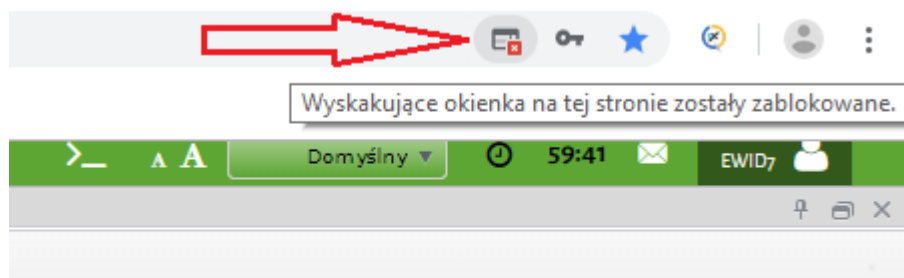 Wyskakujące okienka na tej stronie zostały zablokowane.
>_ A A Domyślny 59:41 EWID7